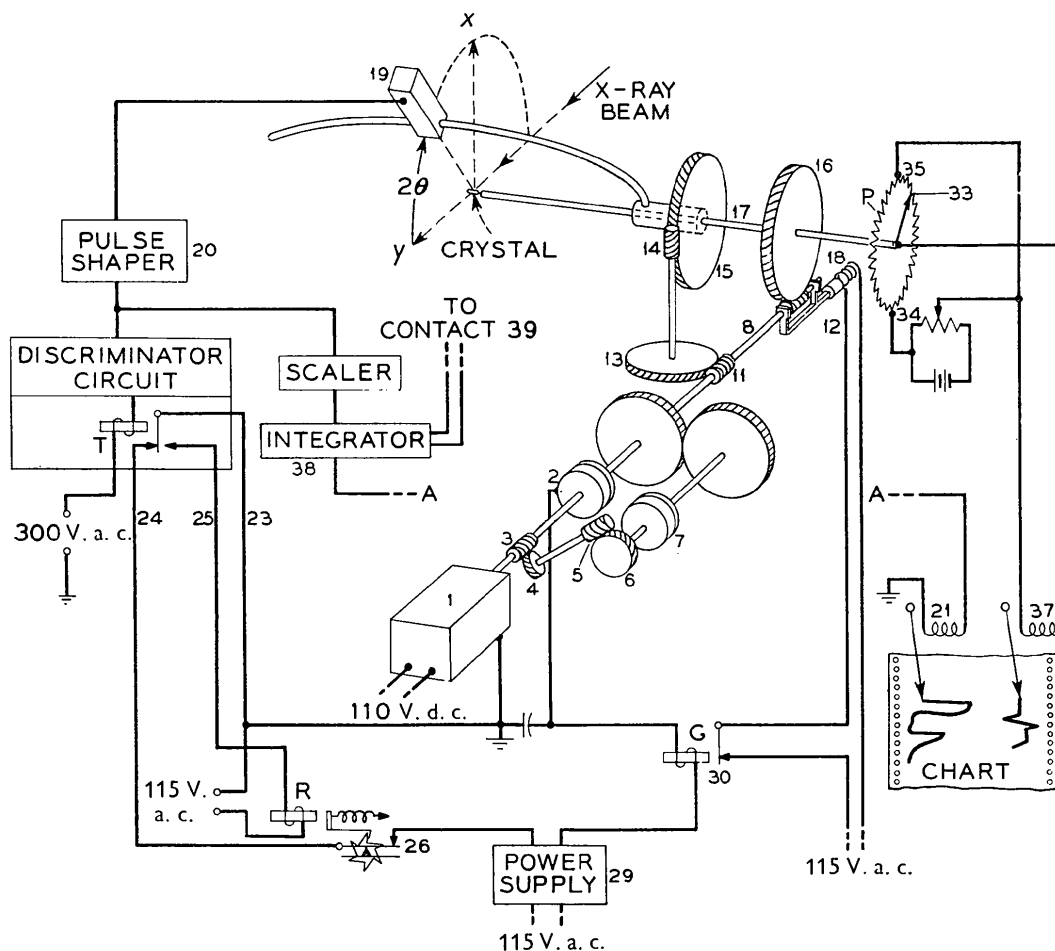 x
19
X-RAY
BEAM
16
35
P
33
2θ
17
PULSE
SHAPER
20
y
CRYSTAL
14
15
18
34
TO
CONTACT 39
8
12
DISCRIMINATOR
CIRCUIT
SCALER
13
11
T
INTEGRATOR
38
2
A
A
300 V. a.c.
24
25
23
3
7
5
4
6
1
21
37
110 V. d.c.
G
30
CHART
115 V.
a. c.
R
A
26
POWER
SUPPLY
29
115 V. a. c.
115 V. a. c.